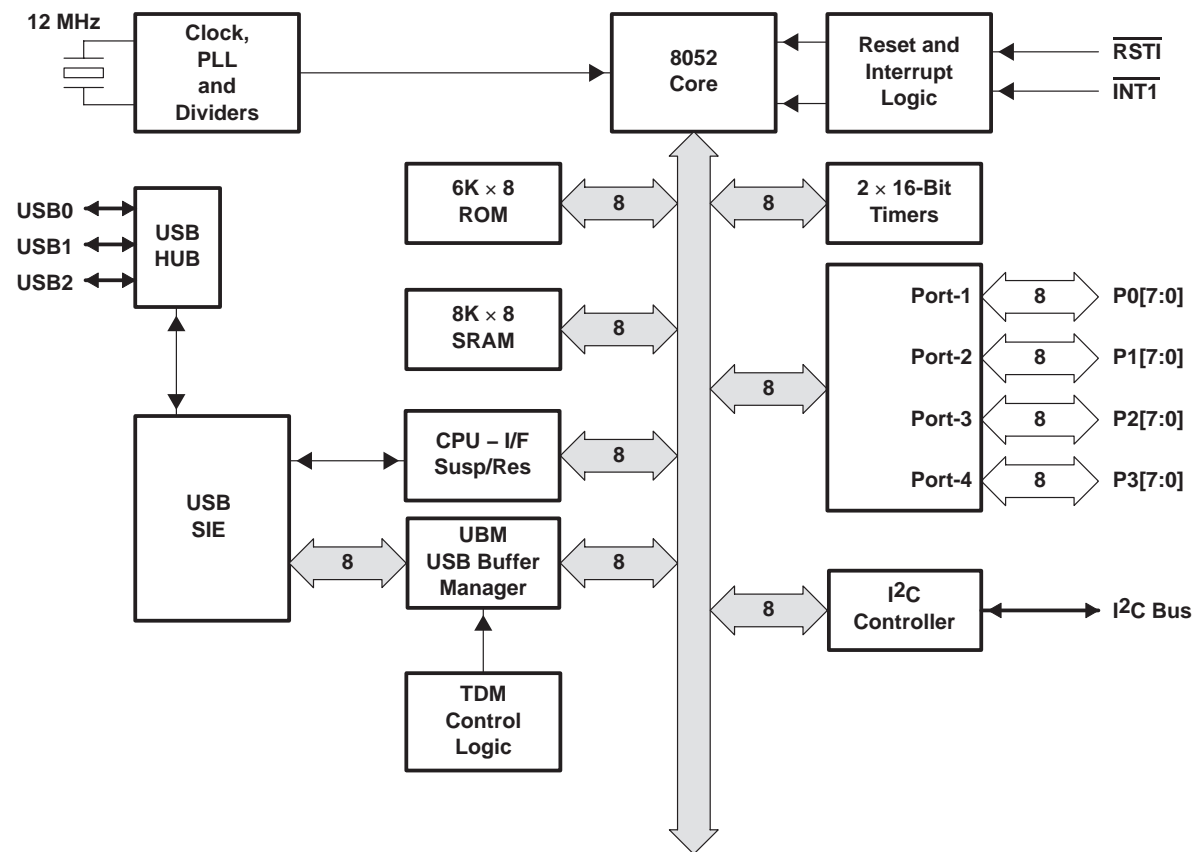 12 MHz
Clock,
PLL
and
Dividers
8052
Core
Reset and
Interrupt
Logic
RSTI
INT1
6K × 8
ROM
8
8
2 × 16-Bit
Timers
USB0
USB1
USB2
USB
HUB
8K × 8
SRAM
8
8
Port-1
8
P0[7:0]
Port-2
8
P1[7:0]
Port-3
8
P2[7:0]
Port-4
8
P3[7:0]
USB
SIE
CPU – I/F
Susp/Res
8
8
UBM
USB Buffer
Manager
8
8
I2C
Controller
I2C Bus
TDM
Control
Logic